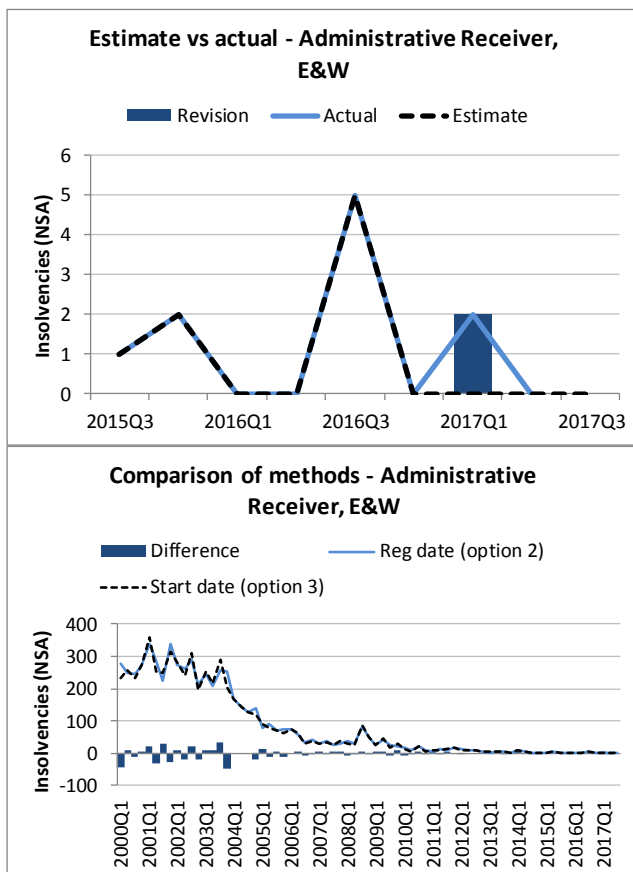 Estimate vs actual - Administrative Receiver,
E&W
Revision Actual Estimate
Insolvencies (NSA)
6
5
4
3
2
1
0
2015Q3 2016Q1 2016Q3 2017Q1 2017Q3
Comparison of methods - Administrative
Receiver, E&W
Difference Reg date (option 2)
Start date (option 3)
Insolvencies (NSA)
400
300
200
100
0
-100
2000Q1
2001Q1
2002Q1
2003Q1
2004Q1
2005Q1
2006Q1
2007Q1
2008Q1
2009Q1
2010Q1
2011Q1
2012Q1
2013Q1
2014Q1
2015Q1
2016Q1
2017Q1